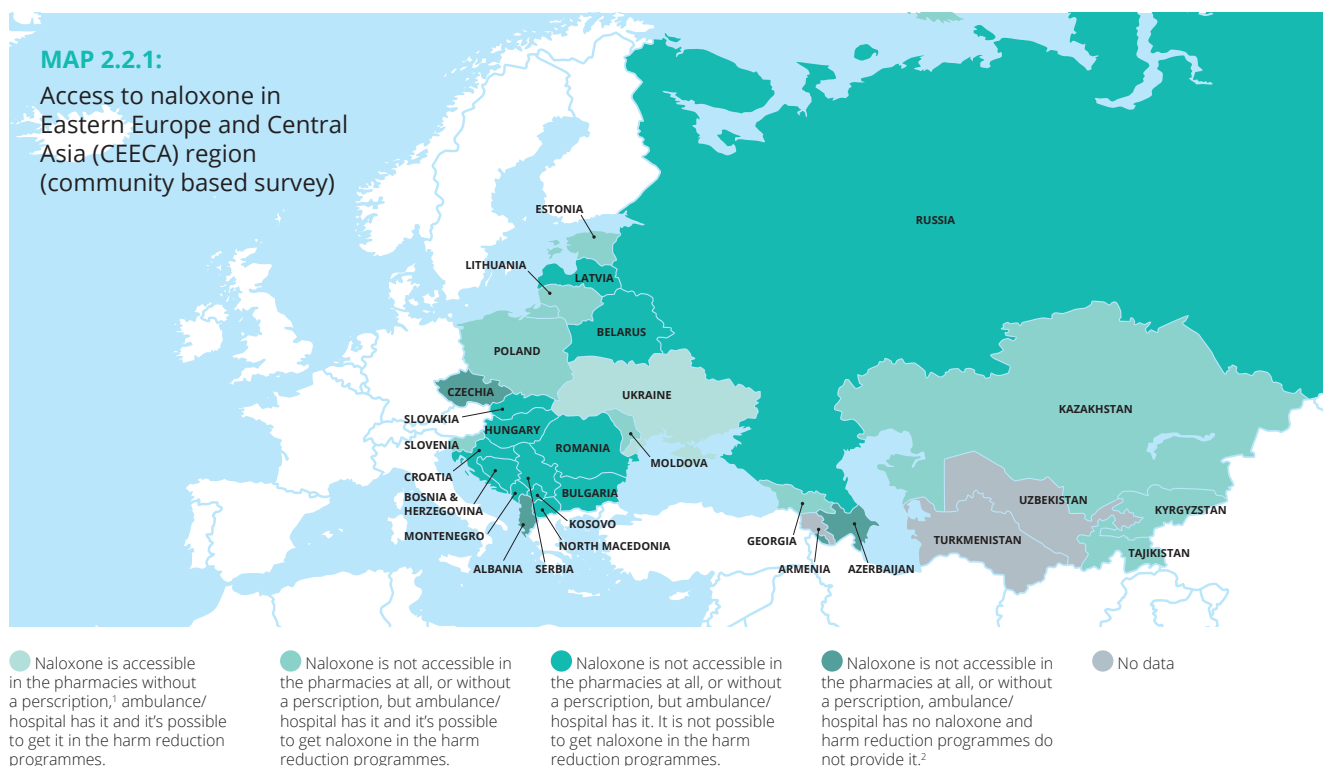 MAP 2.2.1:
Access to naloxone in
Eastern Europe and Central
Asia (CEECA) region
(community based survey)
ESTONIA
RUSSIA
LITHUANIA
LATVIA
BELARUS
POLAND
CZECHIA
UKRAINE
KAZAKHSTAN
SLOVAKIA
HUNGARY
SLOVENIA
ROMANIA
MOLDOVA
CROATIA
BOSNIA &
HERZEGOVINA
BULGARIA
UZBEKISTAN
KYRGYZSTAN
KOSOVO
MONTENEGRO
NORTH MACEDONIA
GEORGIA
TURKMENISTAN
TAJIKISTAN
ALBANIA
SERBIA
ARMENIA
AZERBAIJAN
Naloxone is accessible
in the pharmacies without
a perscription,¹ ambulance/
hospital has it and it’s possible
to get it in the harm reduction
programmes.
Naloxone is not accessible in
the pharmacies at all, or without
a perscription, but ambulance/
hospital has it and it’s possible
to get naloxone in the harm
reduction programmes.
Naloxone is not accessible in
the pharmacies at all, or without
a perscription, but ambulance/
hospital has it. It is not possible
to get naloxone in the harm
reduction programmes.
Naloxone is not accessible in
the pharmacies at all, or without
a perscription, ambulance/
hospital has no naloxone and
harm reduction programmes do
not provide it.²
No data